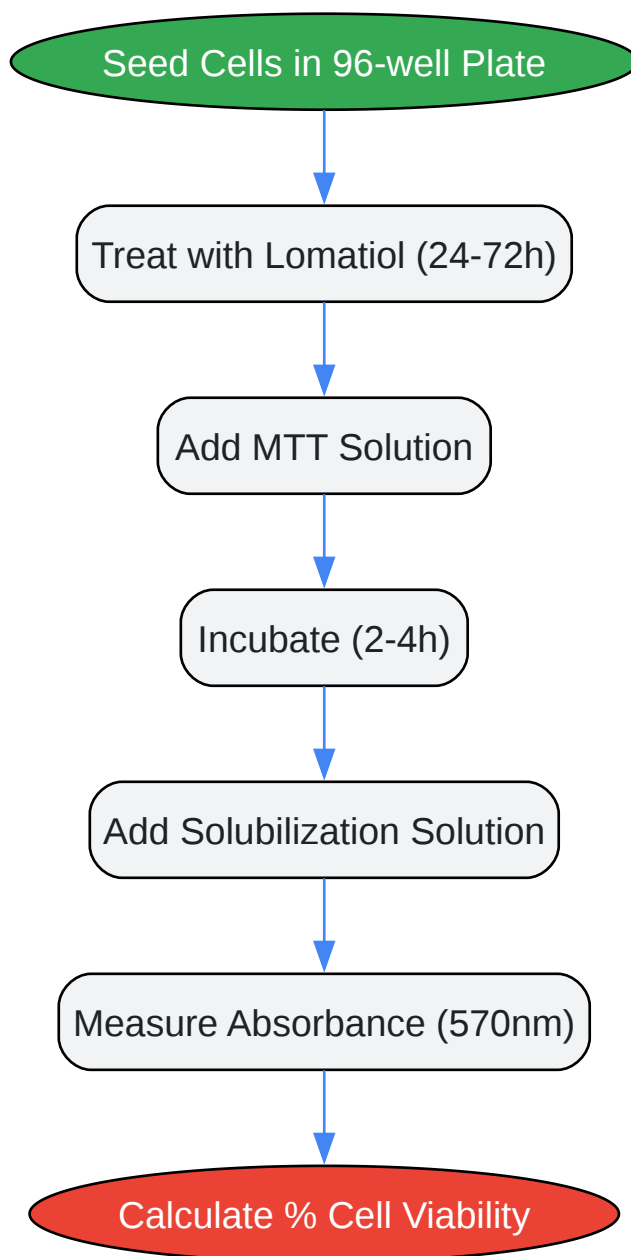 Seed Cells in 96-well Plate
Treat with Lomatiol (24-72h)
Add MTT Solution
Incubate (2-4h)
Add Solubilization Solution
Measure Absorbance (570nm)
Calculate % Cell Viability